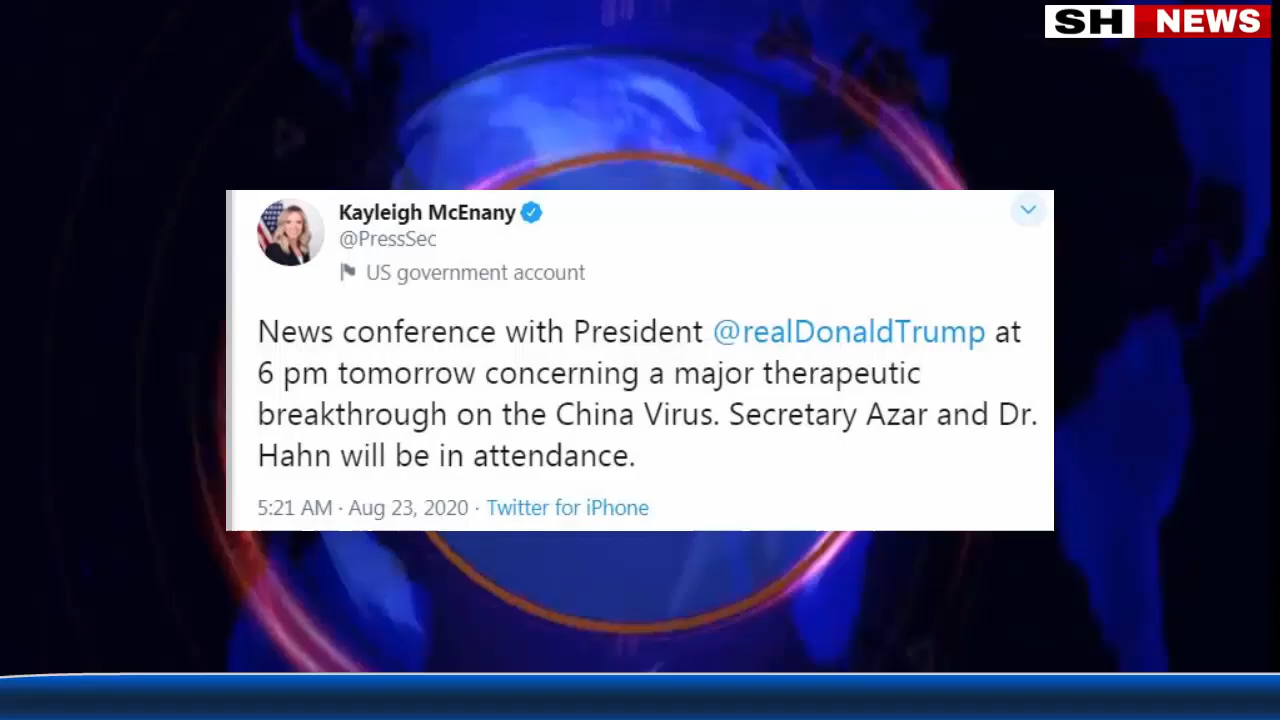 SH NEWS
Kayleigh McEnany
@PressSec
US government account
News conference with President @realDonaldTrump at
6 pm tomorrow concerning a major therapeutic
breakthrough on the China Virus. Secretary Azar and Dr.
Hahn will be in attendance.
5:21 AM · Aug 23, 2020 · Twitter for iPhone